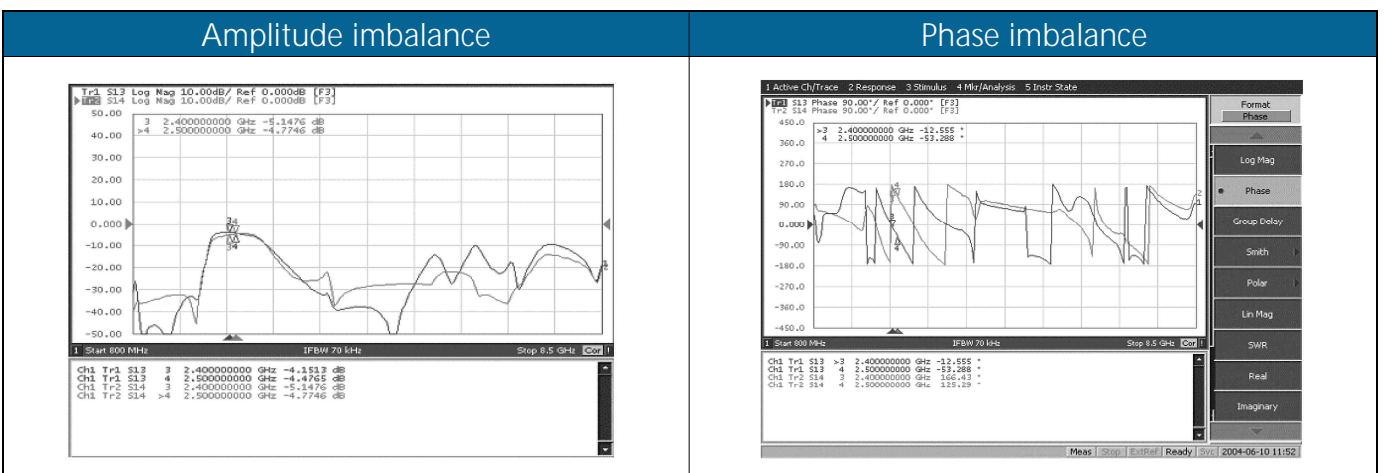 Amplitude imbalance
Tr1 S13 Log Mag 10.00dB/ Ref 0.000dB [F3]
Tr2 S14 Log Mag 10.00dB/ Ref 0.000dB [F3]
50.00
3 2.400000000 GHz -5.1476 dB
>4 2.500000000 GHz -4.7746 dB
40.00
30.00
20.00
10.00
0.000
-10.00
-20.00
-30.00
-40.00
-50.00
3 4
3 4
1
2
1 Start 800 MHz IFBW 70 kHz Stop 8.5 GHz Cor !
Ch1 Tr1 S13 3 2.400000000 GHz -4.1513 dB
Ch1 Tr1 S13 4 2.500000000 GHz -4.4765 dB
Ch1 Tr2 S14 3 2.400000000 GHz -5.1476 dB
Ch1 Tr2 S14 >4 2.500000000 GHz -4.7746 dB
Phase imbalance
1 Active Ch/Trace 2 Response 3 Stimulus 4 Mkr/Analysis 5 Instr State
Tr1 S13 Phase 90.00°/ Ref 0.000° [F3]
Tr2 S14 Phase 90.00°/ Ref 0.000° [F3]
450.0
>3 2.400000000 GHz -12.555 °
4 2.500000000 GHz -53.288 °
360.0
270.0
180.0
90.00
0.000
-90.00
-180.0
-270.0
-360.0
-450.0
4
3
4
2
1
1 Start 800 MHz IFBW 70 kHz Stop 8.5 GHz Cor !
Ch1 Tr1 S13 >3 2.400000000 GHz -12.555 °
Ch1 Tr1 S13 4 2.500000000 GHz -53.288 °
Ch1 Tr2 S14 3 2.400000000 GHz 166.43 °
Ch1 Tr2 S14 4 2.500000000 GHz 125.29 °
Format
Phase
Log Mag
Phase
Group Delay
Smith
Polar
Lin Mag
SWR
Real
Imaginary
Meas Stop ExtRef Ready Svc 2004-06-10 11:52